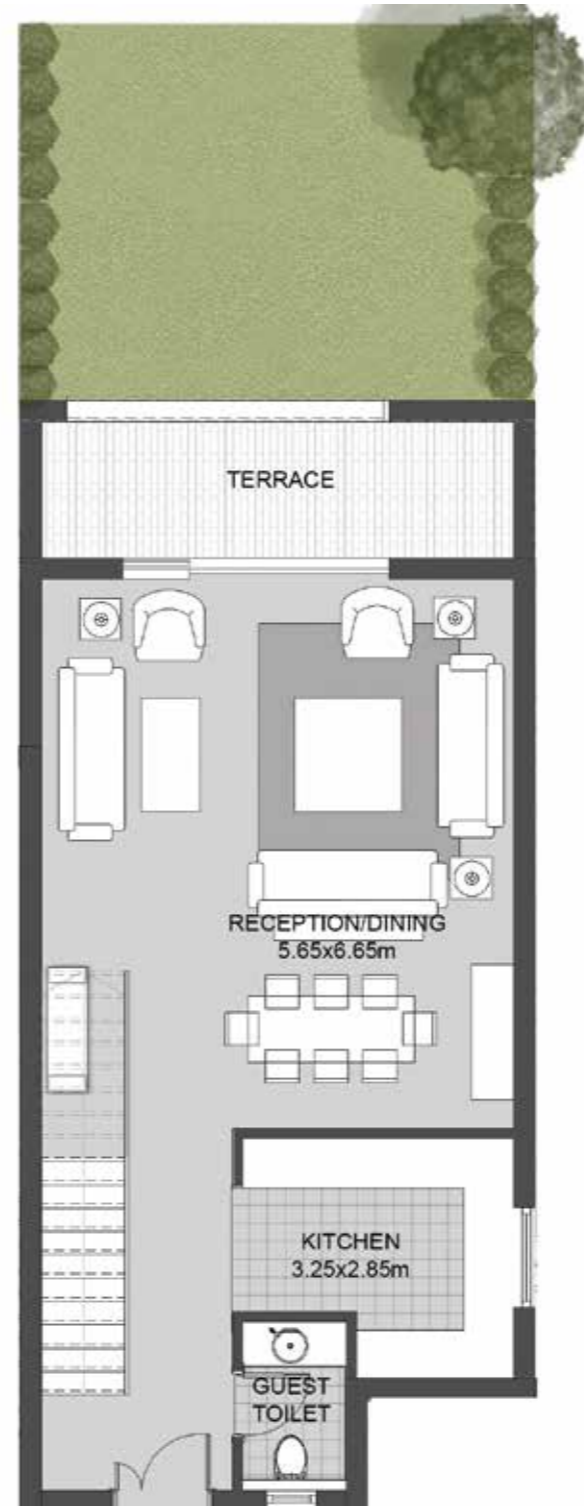 TERRACE
RECEPTION/DINING
5.65x6.65m
KITCHEN
3.25x2.85m
GUEST
TOILET